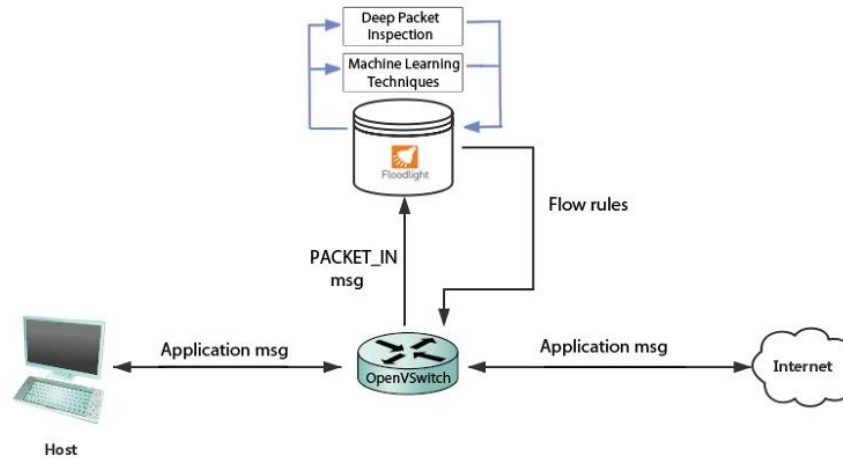 Deep Packet
Inspection
Machine Learning
Techniques
Floodlight
Flow rules
PACKET_IN
msg
Application msg
Application msg
OpenVSwitch
Internet
Host